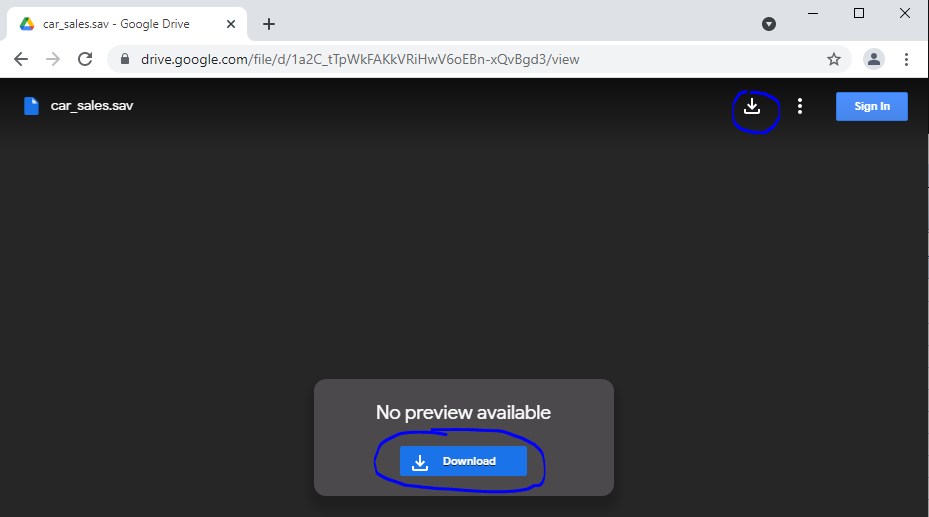 car_sales.sav - Google Drive
drive.google.com/file/d/1a2C_tTpWkFAKkVRiHwV6oEBn-xQvBgd3/view
car_sales.sav
Sign In
No preview available
Download